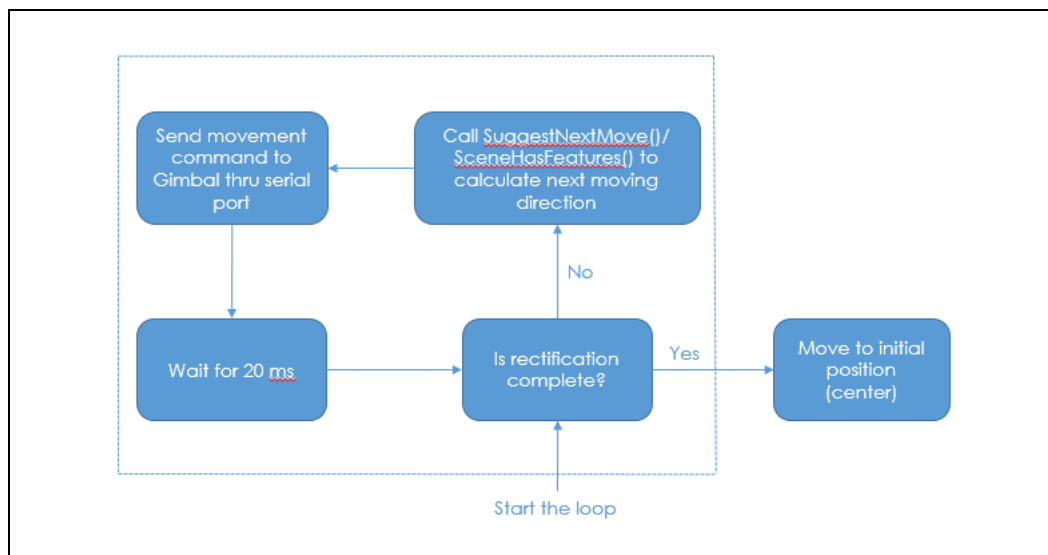 Send movement
command to
Gimbal thru serial
port
Call SuggestNextMove()/
SceneHasFeatures() to
calculate next moving
direction
No
Wait for 20 ms
Is rectification
complete?
Yes
Move to initial
position
(center)
Start the loop